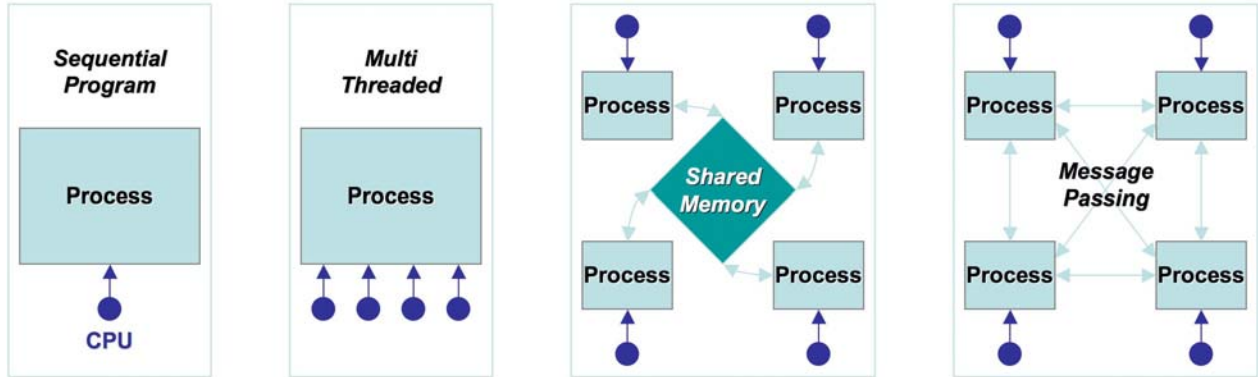 Sequential
Program
Process
CPU
Multi
Threaded
Process
Process
Process
Shared
Memory
Process
Process
Process
Process
Message
Passing
Process
Process